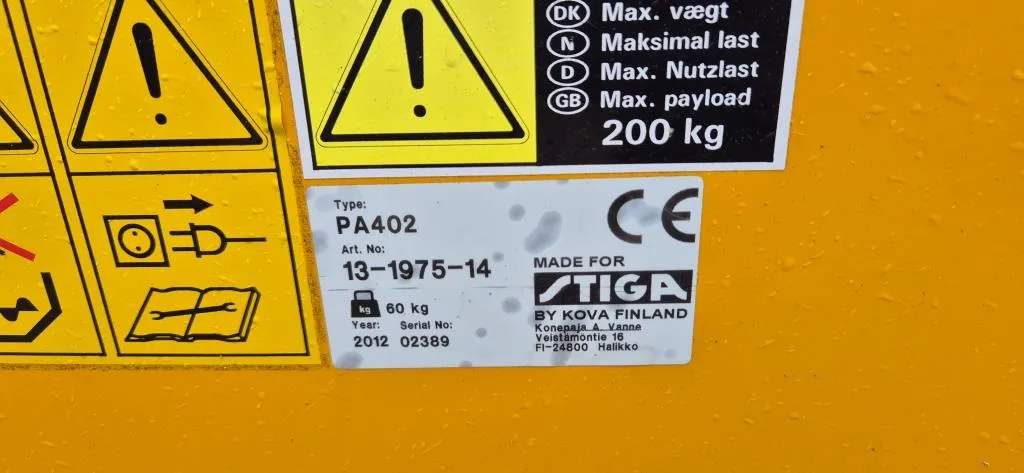 DK Max. vægt
N Maksimal last
D Max. Nutzlast
GB Max. payload
200 kg
Type:
PA402
Art. No:
13-1975-14
kg 60 kg
Year: Serial No:
2012 02389
CE
MADE FOR
STIGA
BY KOVA FINLAND
Konepaja A. Vanne
Veistämöntie 16
FI-24800 Halikko